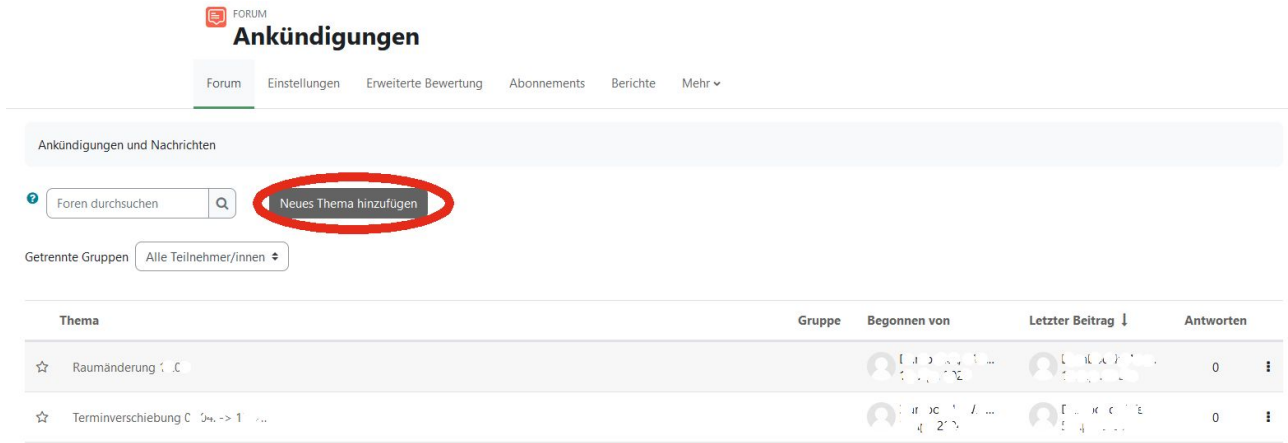 FORUM
Ankündigungen
Forum Einstellungen Erweiterte Bewertung Abonnements Berichte Mehr
Ankündigungen und Nachrichten
Foren durchsuchen Neues Thema hinzufügen
Getrennte Gruppen Alle Teilnehmer/innen
Thema Gruppe Begonnen von Letzter Beitrag ↓ Antworten
Raumänderung 0
Terminverschiebung 0